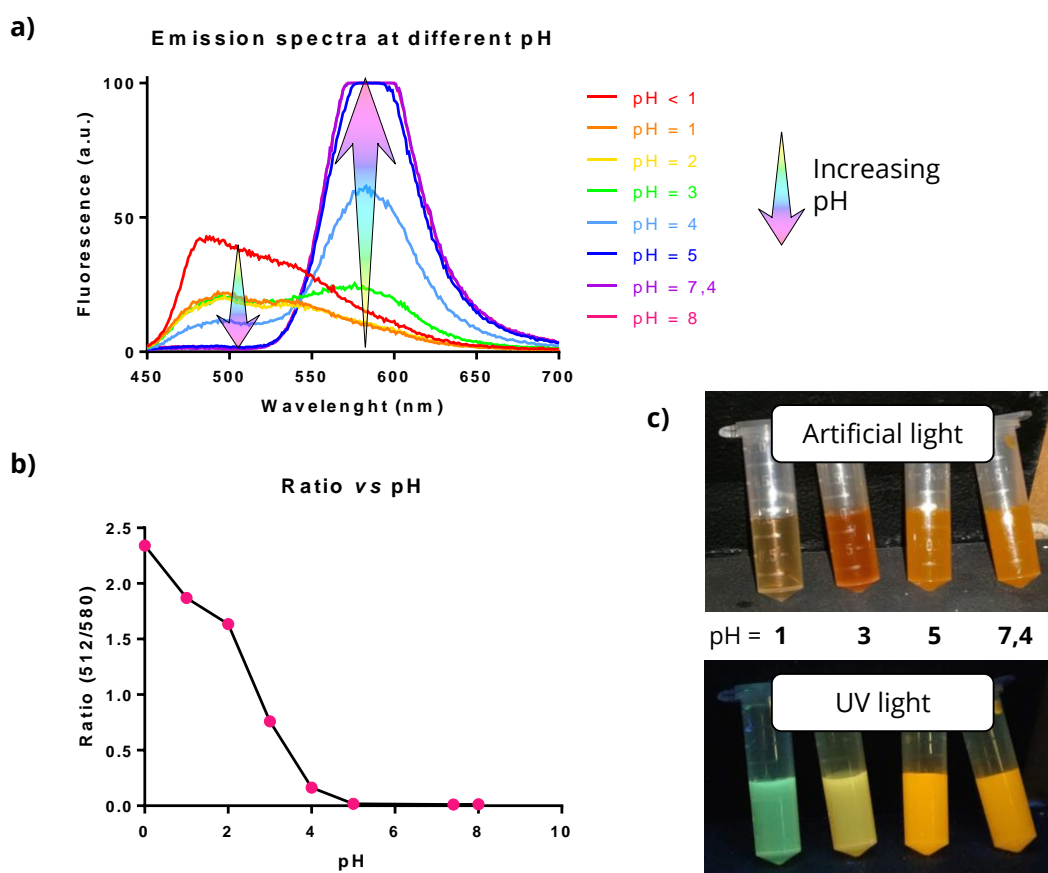 a)
Emission spectra at different pH
Fluorescence (a.u.)
100
50
0
450
500
550
600
650
700
Wavelenght (nm)
pH < 1
pH = 1
pH = 2
pH = 3
pH = 4
pH = 5
pH = 7,4
pH = 8
Increasing
pH
b)
Ratio vs pH
Ratio (512/580)
2.5
2.0
1.5
1.0
0.5
0.0
0
2
4
6
8
10
pH
c)
Artificial light
pH = 1 3 5 7,4
UV light